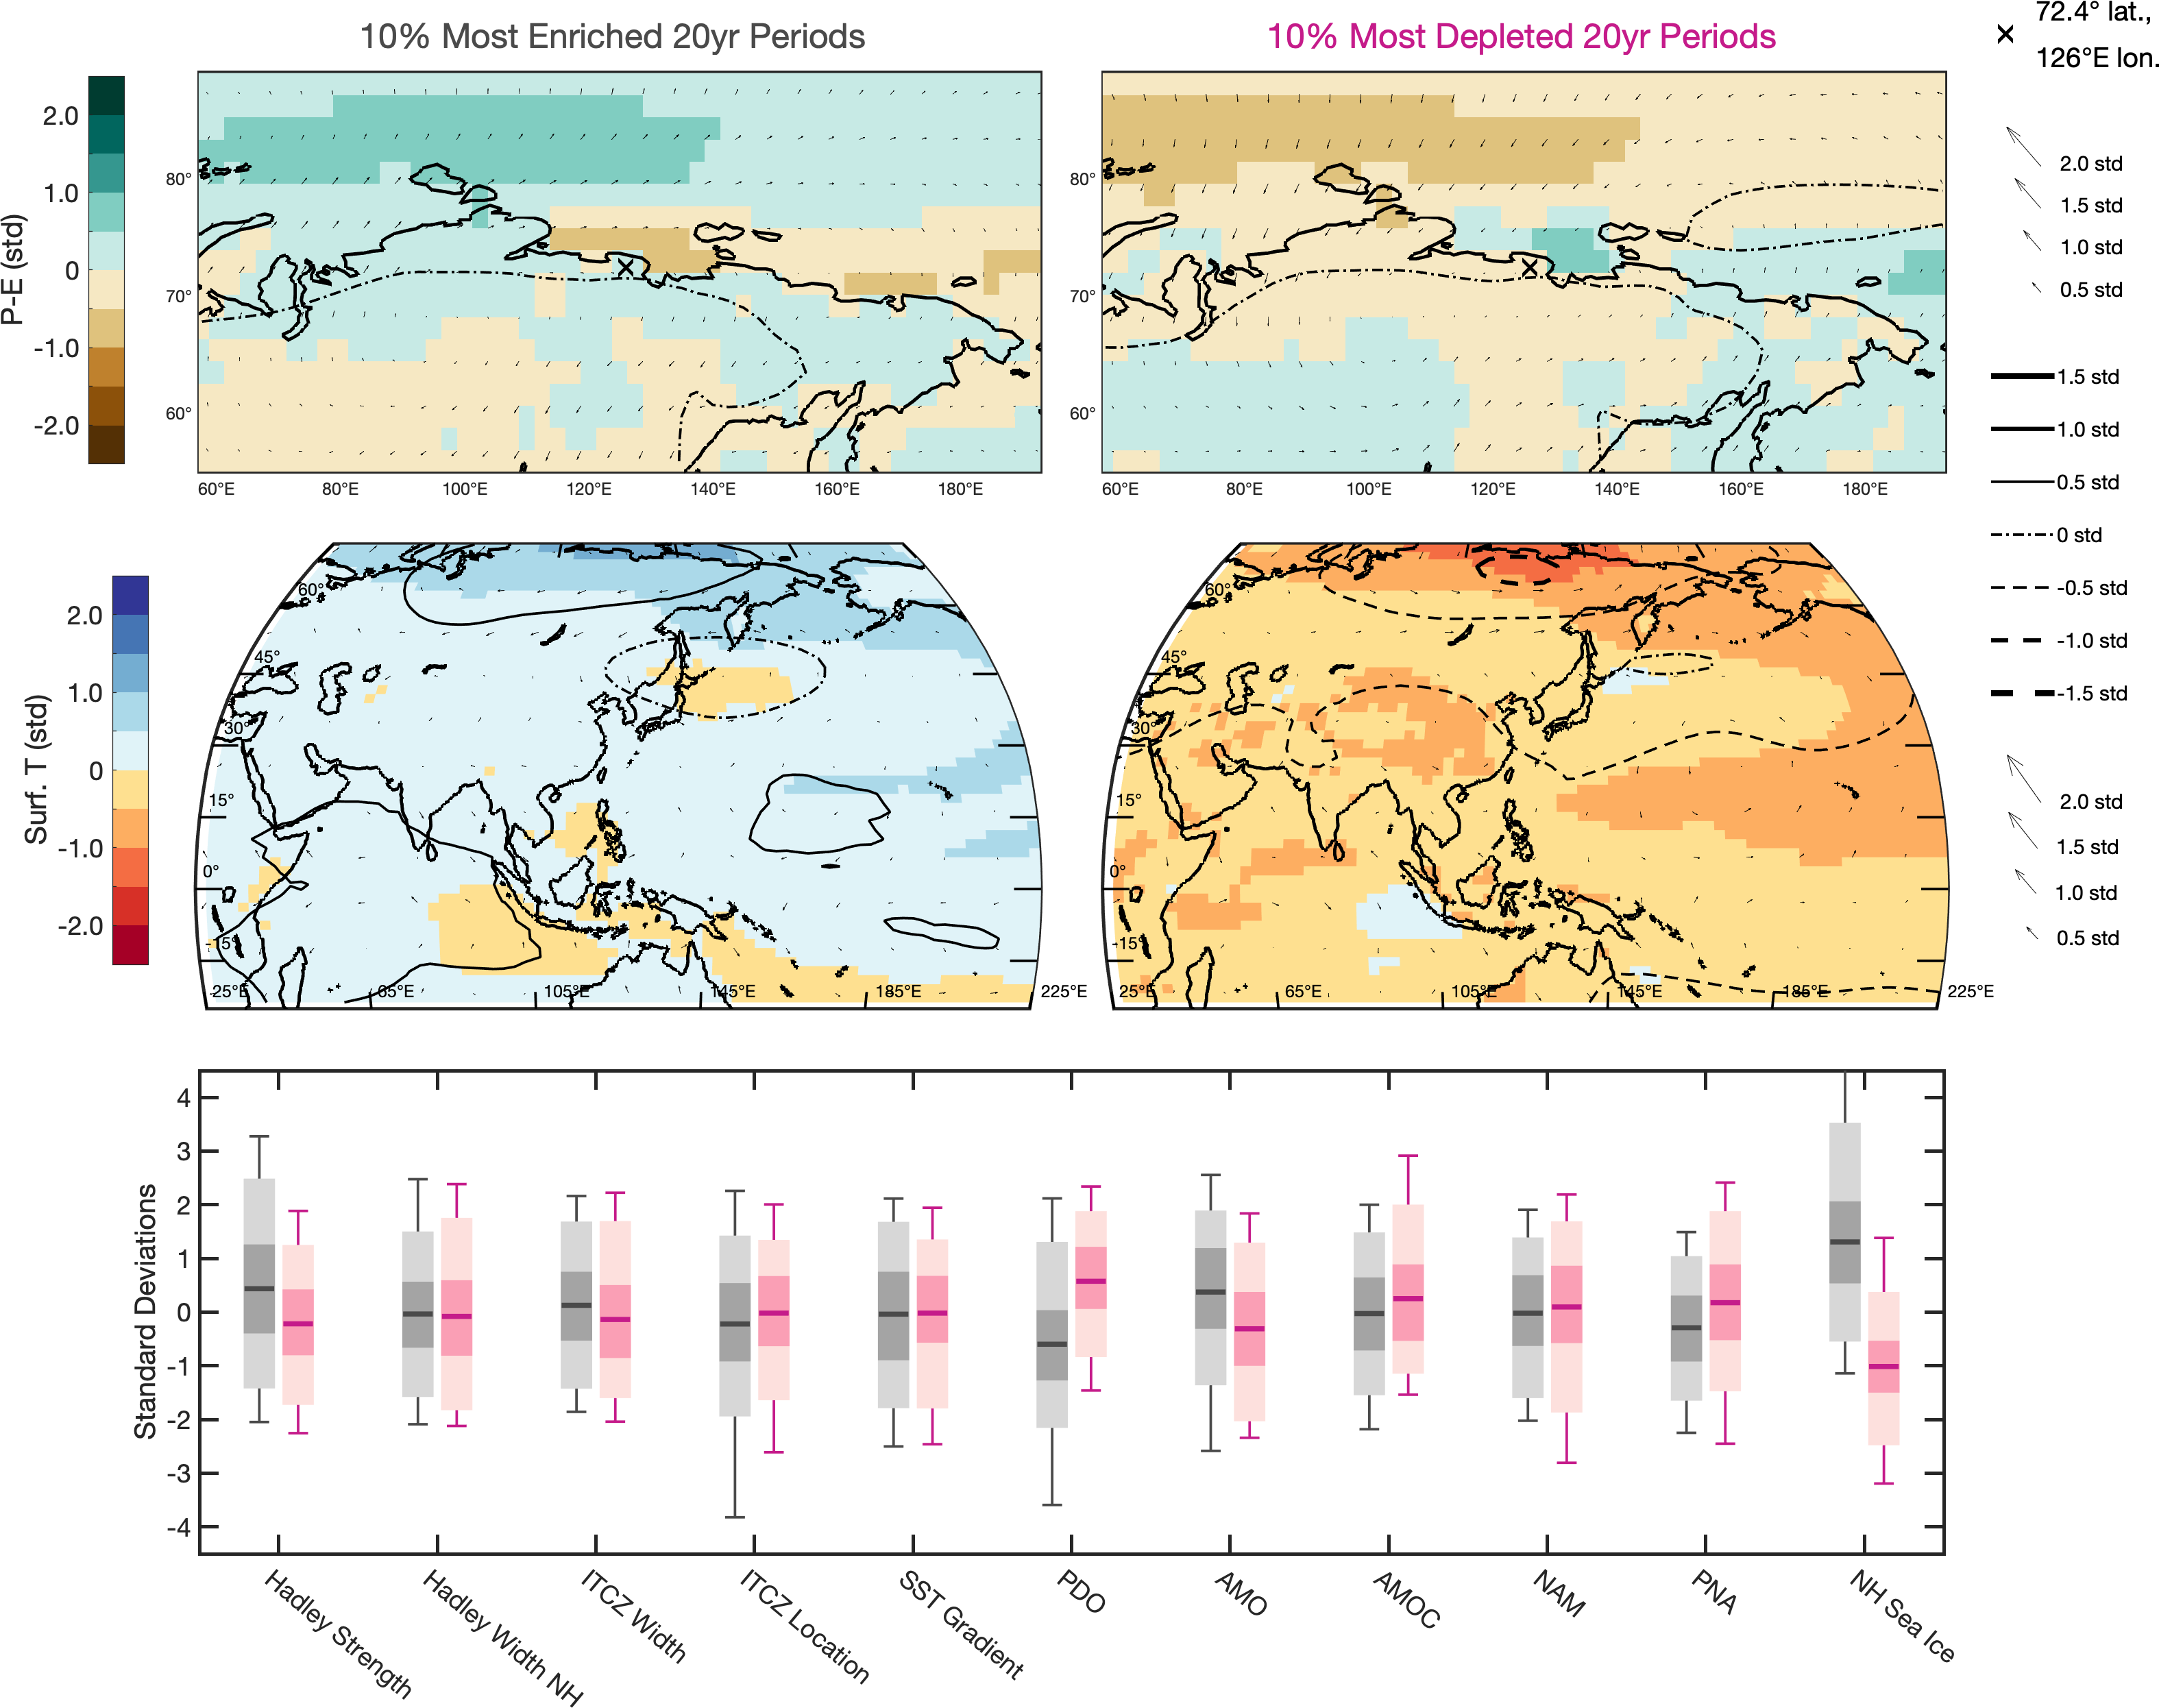 10% Most Enriched 20yr Periods
10% Most Depleted 20yr Periods
72.4° lat.,
126°E lon.
P-E (std)
2.0
1.0
0
-1.0
-2.0
80°
70°
60°
60°E 80°E 100°E 120°E 140°E 160°E 180°E
80°
70°
60°
60°E 80°E 100°E 120°E 140°E 160°E 180°E
2.0 std
1.5 std
1.0 std
0.5 std
1.5 std
1.0 std
0.5 std
0 std
-0.5 std
-1.0 std
-1.5 std
Surf. T (std)
2.0
1.0
0
-1.0
-2.0
60°
45°
30°
15°
0°
-15°
25°E 65°E 105°E 145°E 185°E 225°E
60°
45°
30°
15°
0°
-15°
25°E 65°E 105°E 145°E 185°E 225°E
2.0 std
1.5 std
1.0 std
0.5 std
Standard Deviations
4
3
2
1
0
-1
-2
-3
-4
Hadley Strength
Hadley Width NH
ITCZ Width
ITCZ Location
SST Gradient
PDO
AMO
AMOC
NAM
PNA
NH Sea Ice